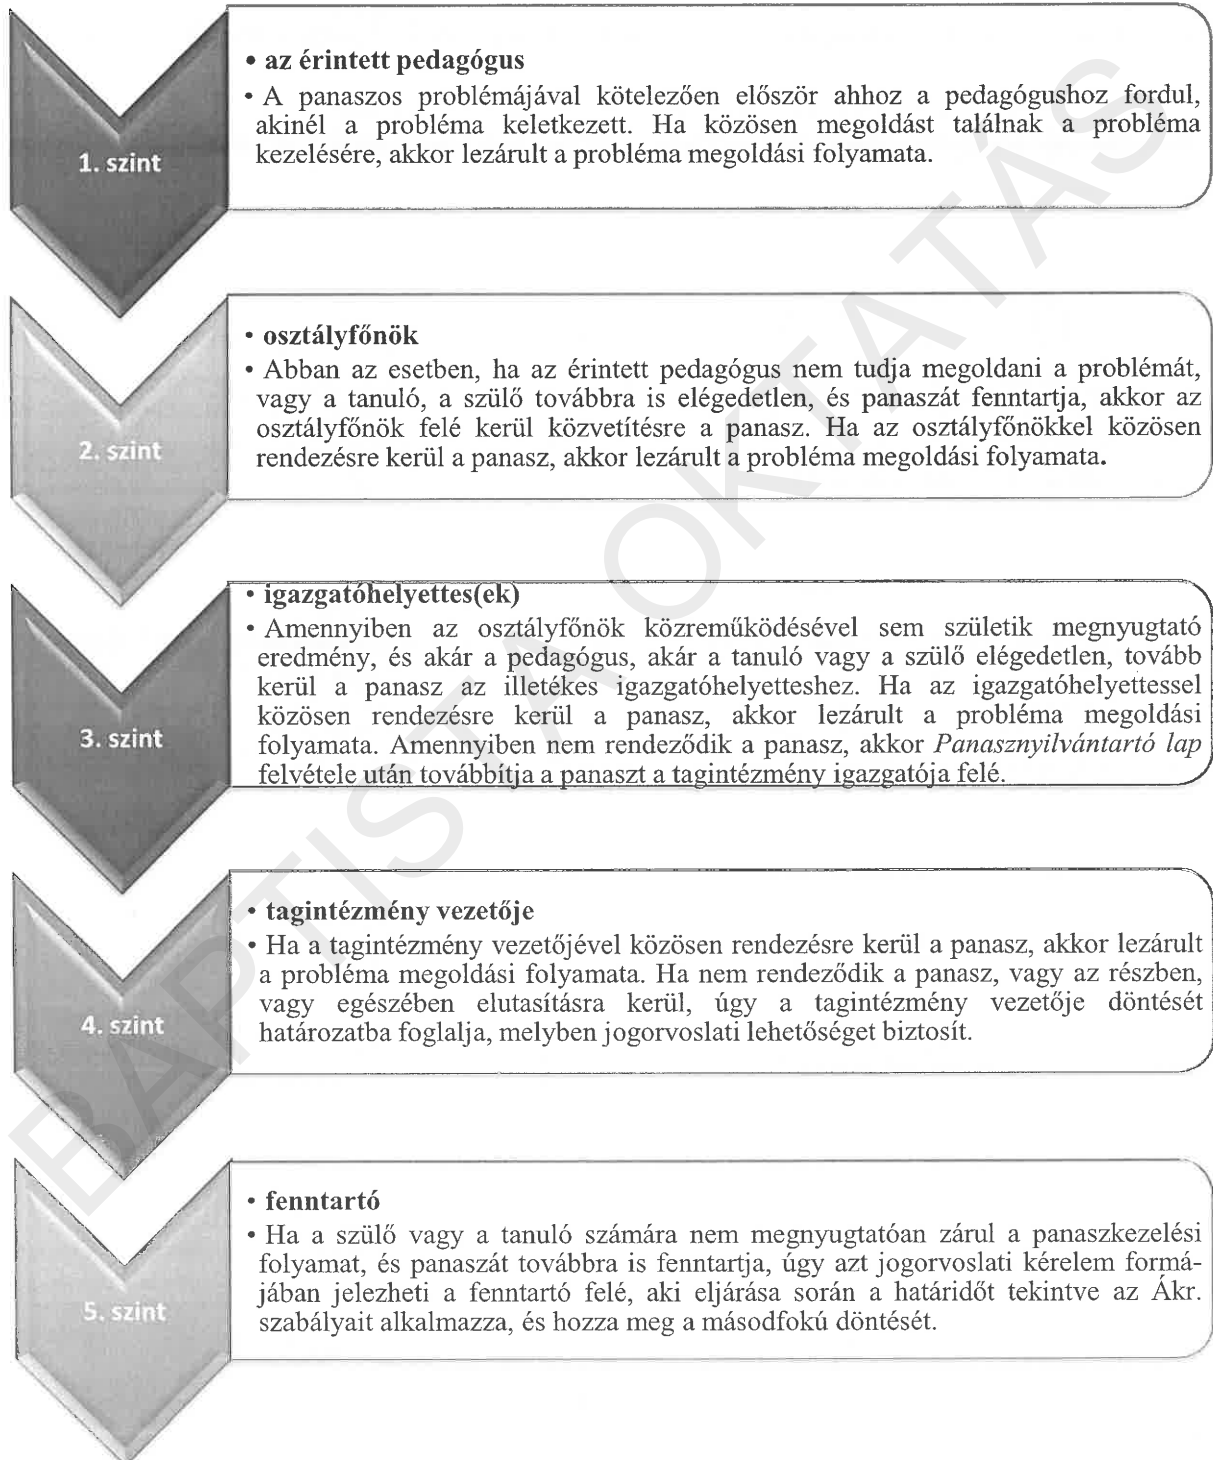 1. szint
• az érintett pedagógus
• A panaszos problémájával kötelezően először ahhoz a pedagógushoz fordul,
akinél a probléma keletkezett. Ha közösen megoldást találnak a probléma
kezelésére, akkor lezárult a probléma megoldási folyamata.
2. szint
• osztályfőnök
• Abban az esetben, ha az érintett pedagógus nem tudja megoldani a problémát,
vagy a tanuló, a szülő továbbra is elégedetlen, és panaszát fenntartja, akkor az
osztályfőnök felé kerül közvetítésre a panasz. Ha az osztályfőnökkel közösen
rendezésre kerül a panasz, akkor lezárult a probléma megoldási folyamata.
3. szint
• igazgatóhelyettes(ek)
• Amennyiben az osztályfőnök közreműködésével sem születik megnyugtató
eredmény, és akár a pedagógus, akár a tanuló vagy a szülő elégedetlen, tovább
kerül a panasz az illetékes igazgatóhelyetteshez. Ha az igazgatóhelyettessel
közösen rendezésre kerül a panasz, akkor lezárult a probléma megoldási
folyamata. Amennyiben nem rendeződik a panasz, akkor Panasznyilvántartó lap
felvétele után továbbítja a panaszt a tagintézmény igazgatója felé.
4. szint
• tagintézmény vezetője
• Ha a tagintézmény vezetőjével közösen rendezésre kerül a panasz, akkor lezárult
a probléma megoldási folyamata. Ha nem rendeződik a panasz, vagy az részben,
vagy egészében elutasításra kerül, úgy a tagintézmény vezetője döntését
határozatba foglalja, melyben jogorvoslati lehetőséget biztosít.
5. szint
• fenntartó
• Ha a szülő vagy a tanuló számára nem megnyugtatóan zárul a panaszkezelési
folyamat, és panaszát továbbra is fenntartja, úgy azt jogorvoslati kérelem formá-
jában jelezheti a fenntartó felé, aki eljárása során a határidőt tekintve az Ákr.
szabályait alkalmazza, és hozza meg a másodfokú döntését.
BAPTISTA OKTATÁS